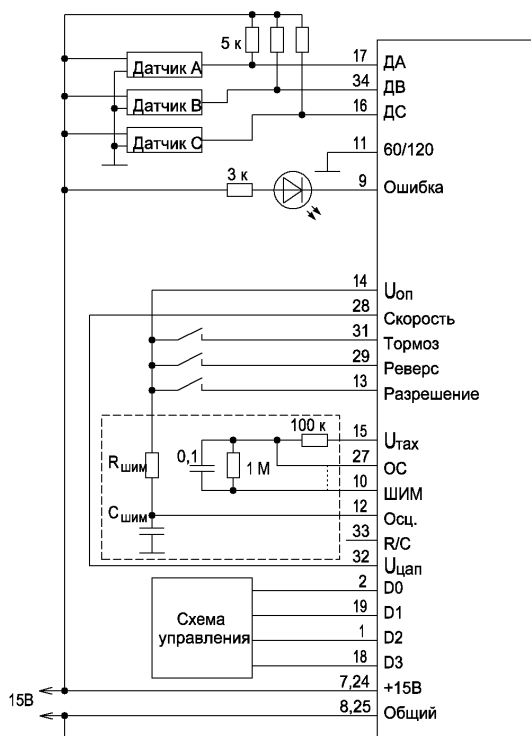 5 к
Датчик А
Датчик В
Датчик С
17 ДА
34 ДВ
16 ДС
11 60/120
3 к
9 Ошибка
14 Uоп
28 Скорость
31 Тормоз
29 Реверс
13 Разрешение
100 к
15 Uтах
Rшим
0,1
1 М
27 ОС
10 ШИМ
Сшим
12 Осц.
33 R/C
32 Uцап
Схема
управления
2 D0
19 D1
1 D2
18 D3
7,24 +15В
15В
8,25 Общий